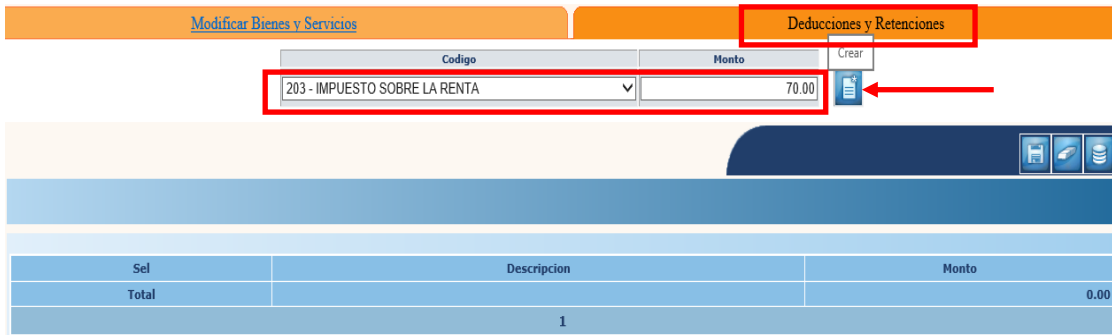 Modificar Bienes y Servicios
Deducciones y Retenciones
Codigo
Monto
Crear
203 - IMPUESTO SOBRE LA RENTA
70.00
Sel
Descripcion
Monto
Total
0.00
1